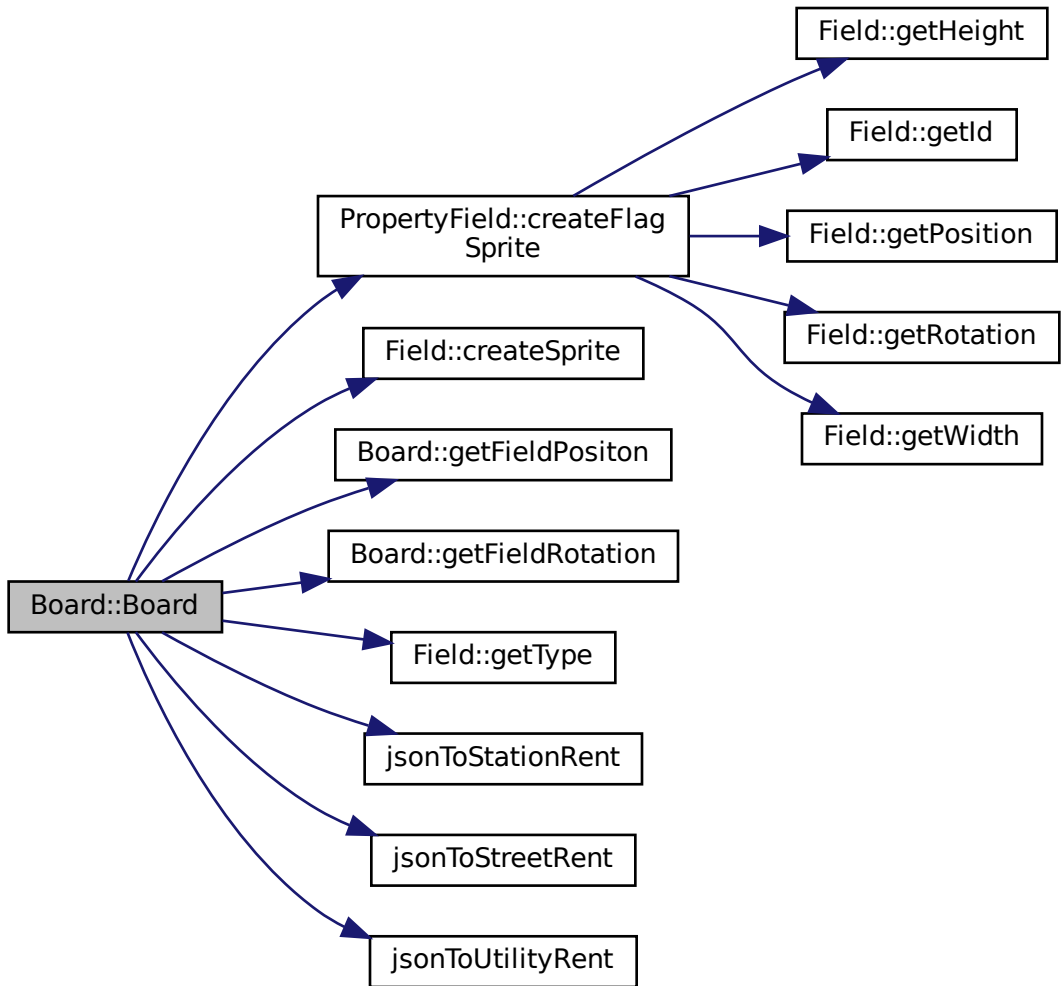 Field::getHeight
Field::getId
PropertyField::createFlag
Sprite
Field::getPosition
Field::getRotation
Field::createSprite
Field::getWidth
Board::getFieldPositon
Board::getFieldRotation
Board::Board
Field::getType
jsonToStationRent
jsonToStreetRent
jsonToUtilityRent